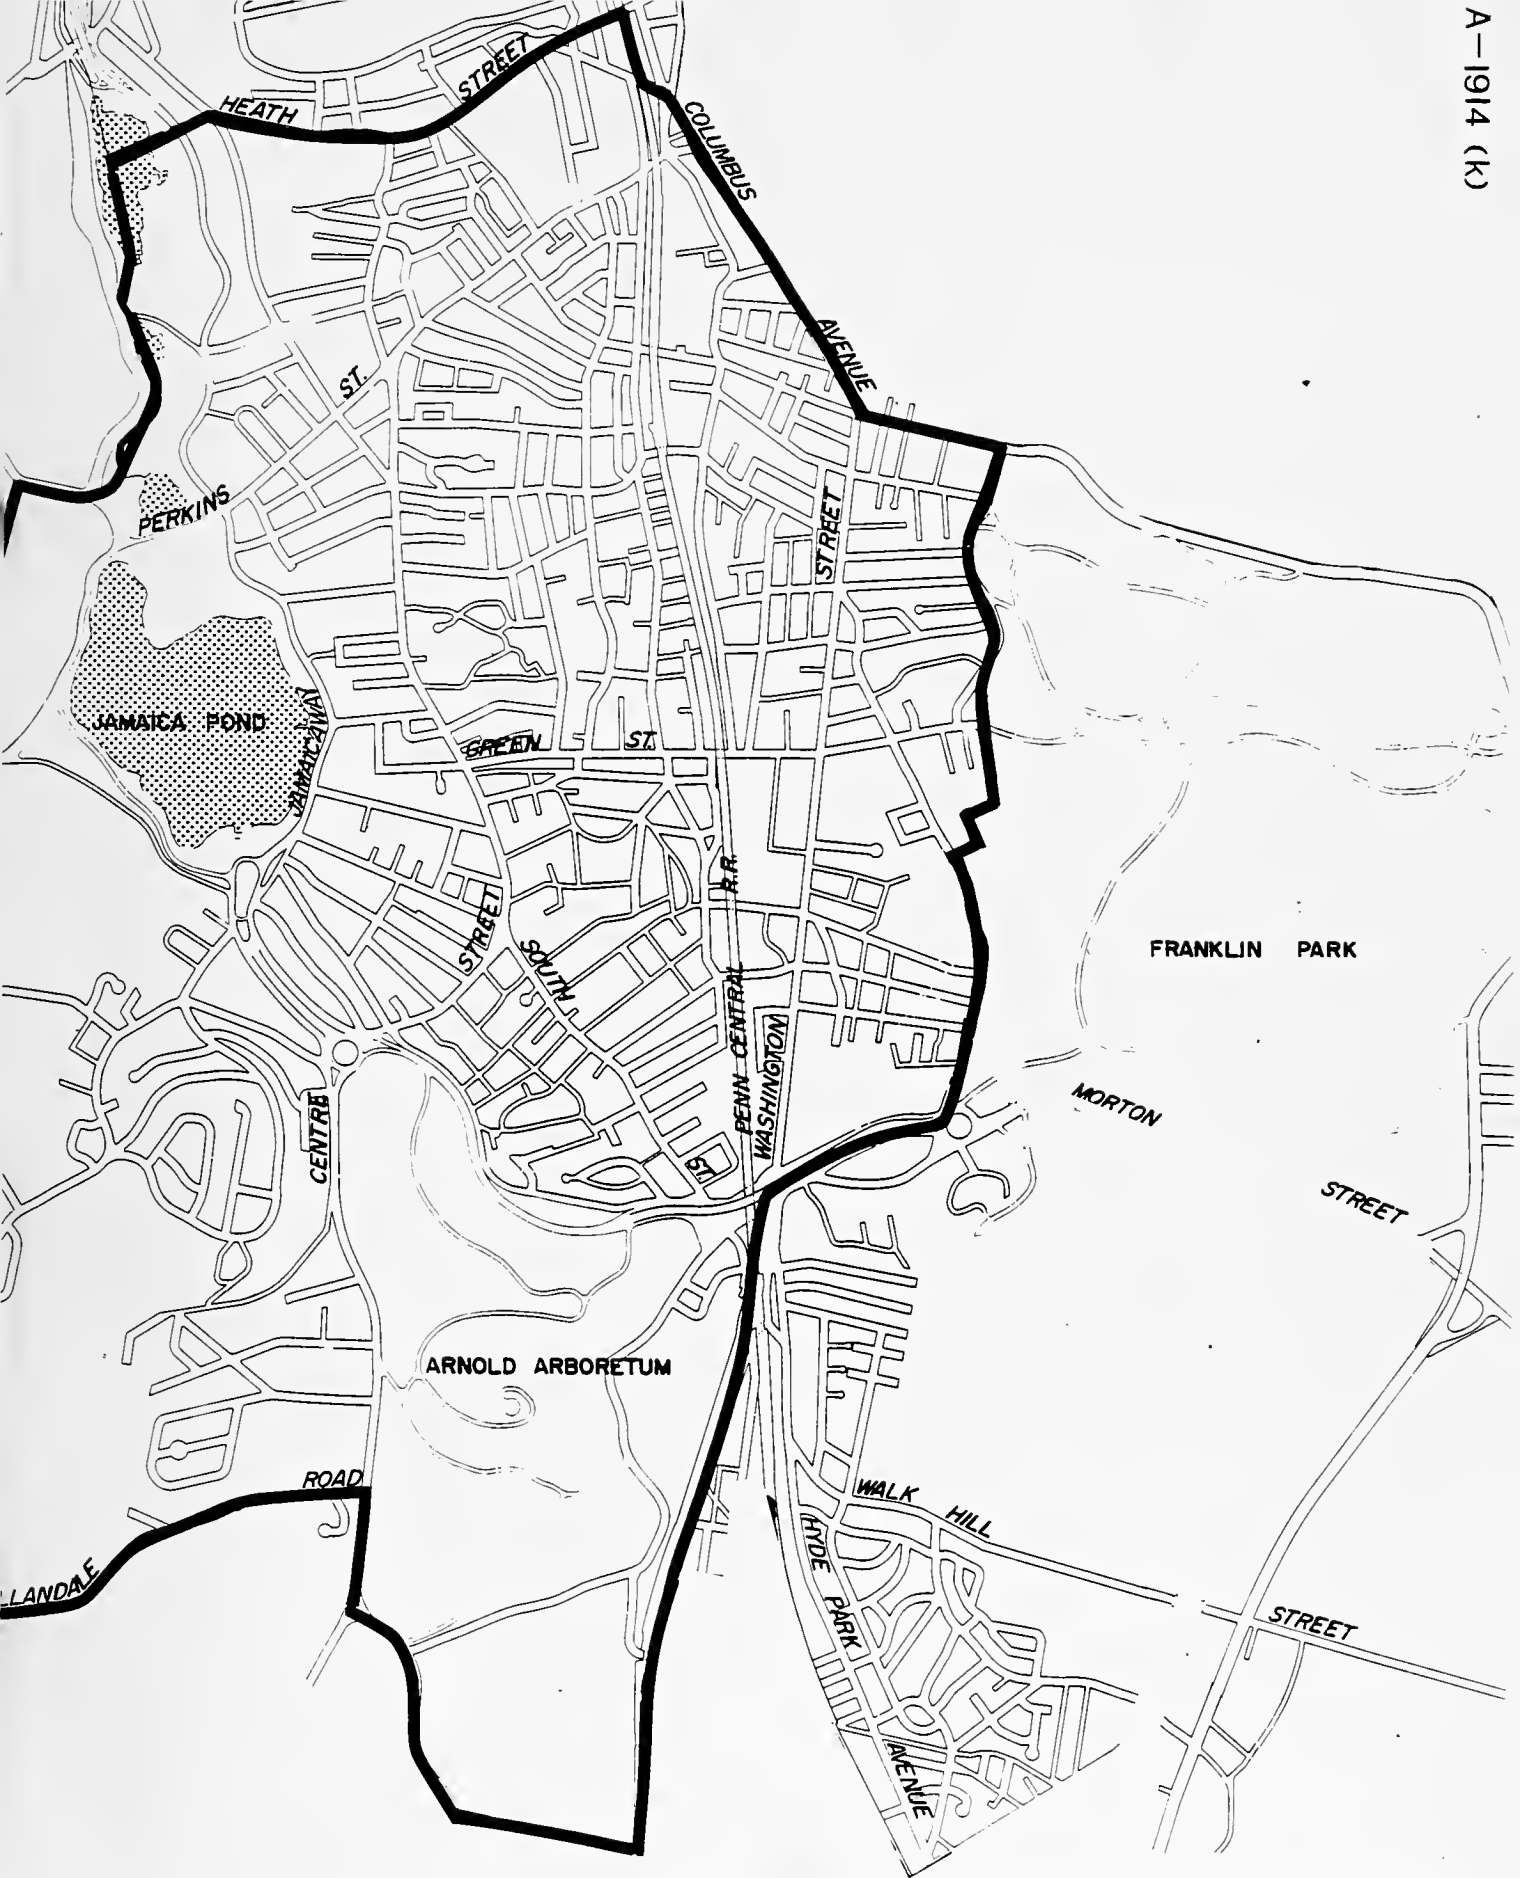 A-1914 (k)
HEATH STREET
COLUMBUS AVENUE
ST.
PERKINS
STREET
JAMAICA POND
JAMAICAWAY
GREEN ST.
R.R.
STREET
SOUTH
FRANKLIN PARK
PENN CENTRAL
WASHINGTON
MORTON
CENTRE
ST.
STREET
ARNOLD ARBORETUM
ROAD
WALK HILL
HYDE PARK
LLANDALE
STREET
AVENUE